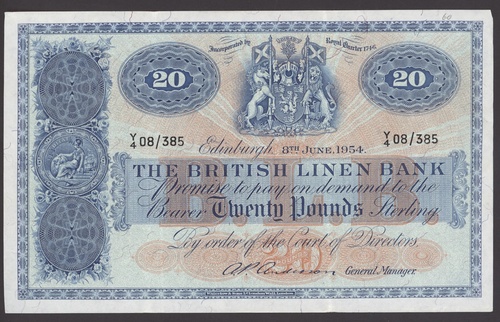 Incorporated by Royal Charter 1746.
20 20
Y/4 08/385 Y/4 08/385
Edinburgh, 8TH JUNE, 1954.
THE BRITISH LINEN BANK
Promise to pay on demand to the
Bearer Twenty Pounds Sterling
By order of the Court of Directors.
General Manager.